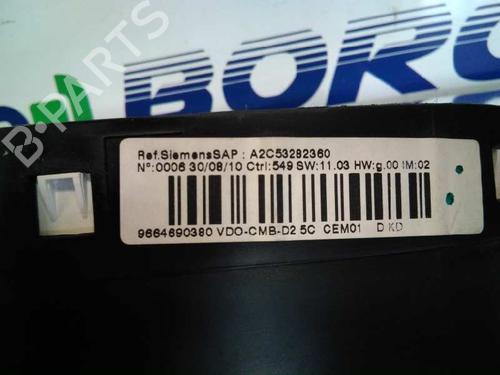 BORO
B-PARTS
Ref.SiemensSAP : A2C53282360
N°:0006 30/08/10 Ctrl:549 SW:11.03 HW:g.00 IM:02
9664690380 VDO-CMB-D2 5C CEM01 D KD